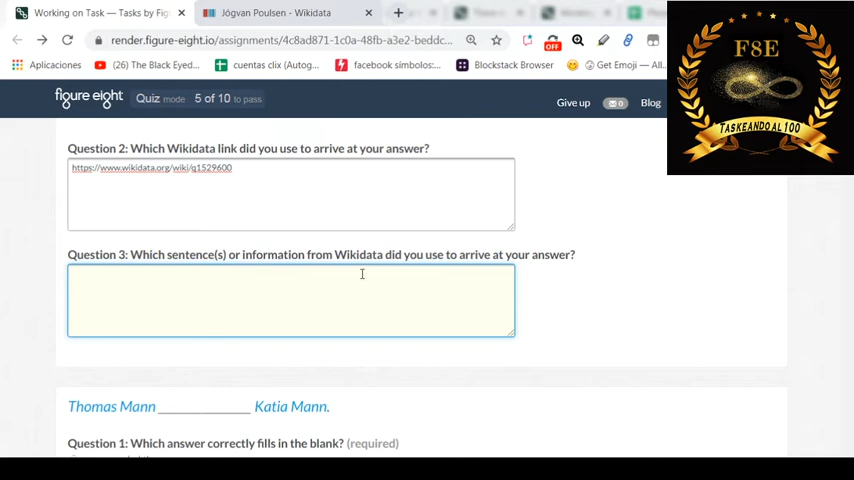 Working on Task — Tasks by Fig
Jógvan Poulsen - Wikidata
render.figure-eight.io/assignments/4c8ad871-1c0a-48fb-a3e2-beddc...
OFF
Aplicaciones
(26) The Black Eyed...
cuentas clix (Autog...
facebook símbolos:...
Blockstack Browser
Get Emoji — All...
figure eight
Quiz mode
5 of 10 to pass
Give up
0
Blog
F8E
TASKEANDO AL 100
Question 2: Which Wikidata link did you use to arrive at your answer?
https://www.wikidata.org/wiki/q1529600
Question 3: Which sentence(s) or information from Wikidata did you use to arrive at your answer?
Thomas Mann ______________ Katia Mann.
Question 1: Which answer correctly fills in the blank? (required)